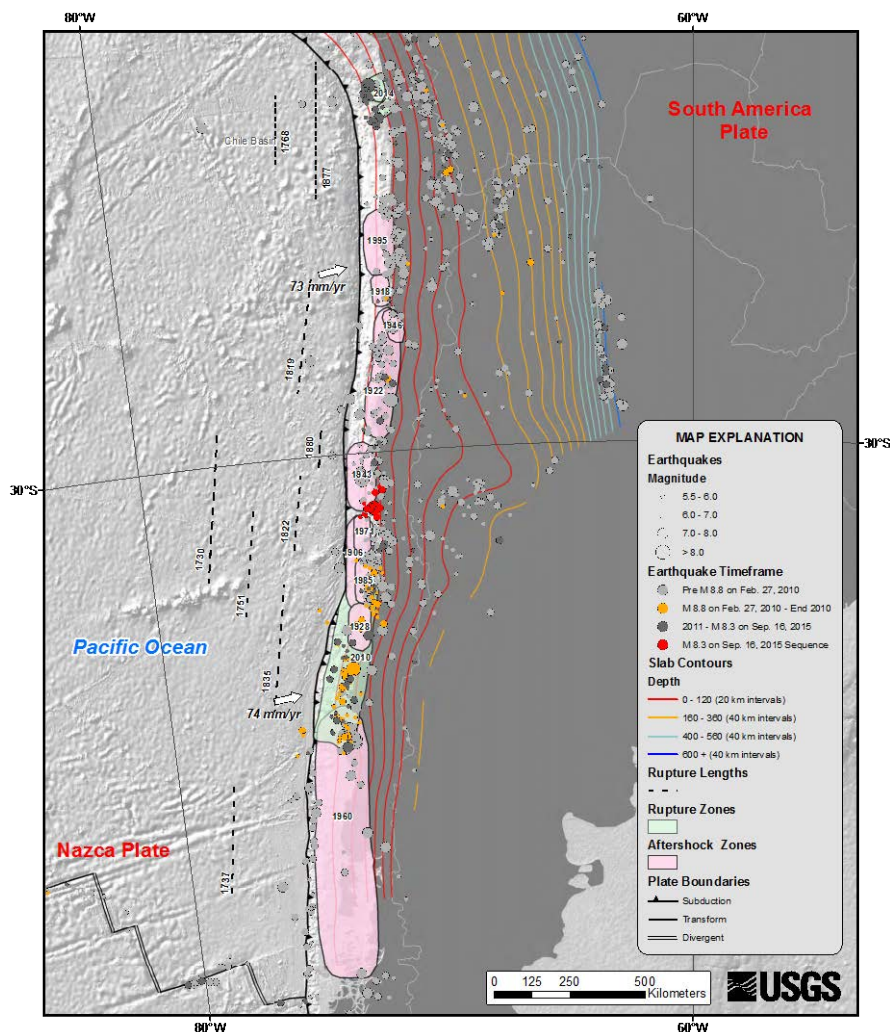 80°W
60°W
2014
South America
Plate
Chile Basin
1768
1877
1995
73 mm/yr
1918
1946
1819
1922
1880
30°S
1943
30°S
1822
197
1730
906
1985
1751
1928
Pacific Ocean
2010
1835
74 mm/yr
1960
Nazca Plate
1737
MAP EXPLANATION
Earthquakes
Magnitude
5.5 - 6.0
6.0 - 7.0
7.0 - 8.0
> 8.0
Earthquake Timeframe
Pre M 8.8 on Feb. 27, 2010
M 8.8 on Feb. 27, 2010 - End 2010
2011 - M 8.3 on Sep. 16, 2015
M 8.3 on Sep. 16, 2015 Sequence
Slab Contours
Depth
0 - 120 (20 km intervals)
160 - 360 (40 km intervals)
400 - 560 (40 km intervals)
600 + (40 km intervals)
Rupture Lengths
Rupture Zones
Aftershock Zones
Plate Boundaries
Subduction
Transform
Divergent
0 125 250 500
Kilometers
USGS
80°W
60°W